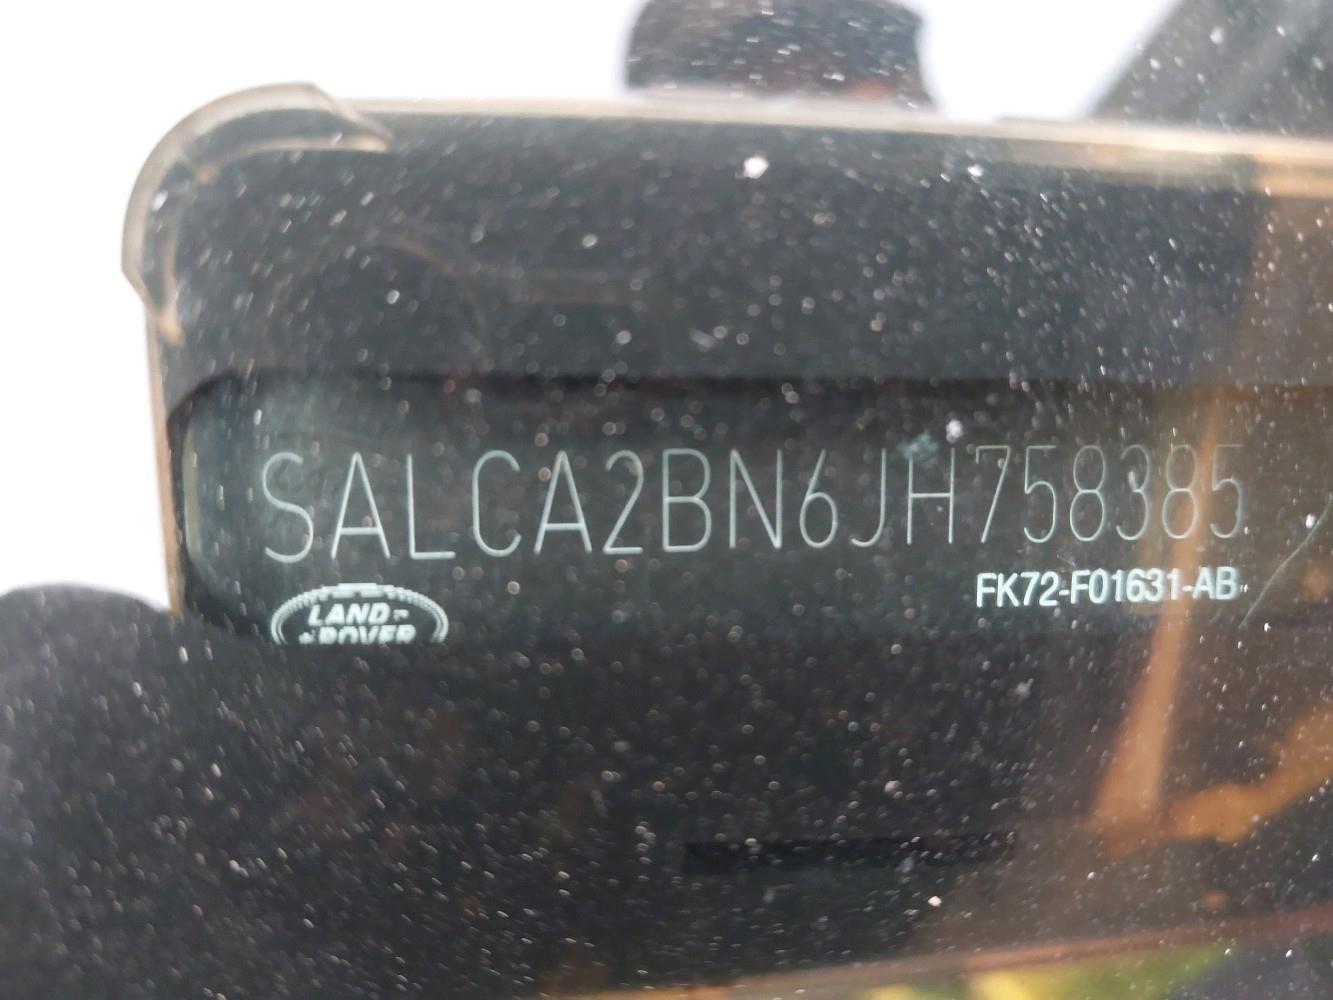 SALCA2BN6JH758385
FK72-F01631-AB
LAND
ROVER